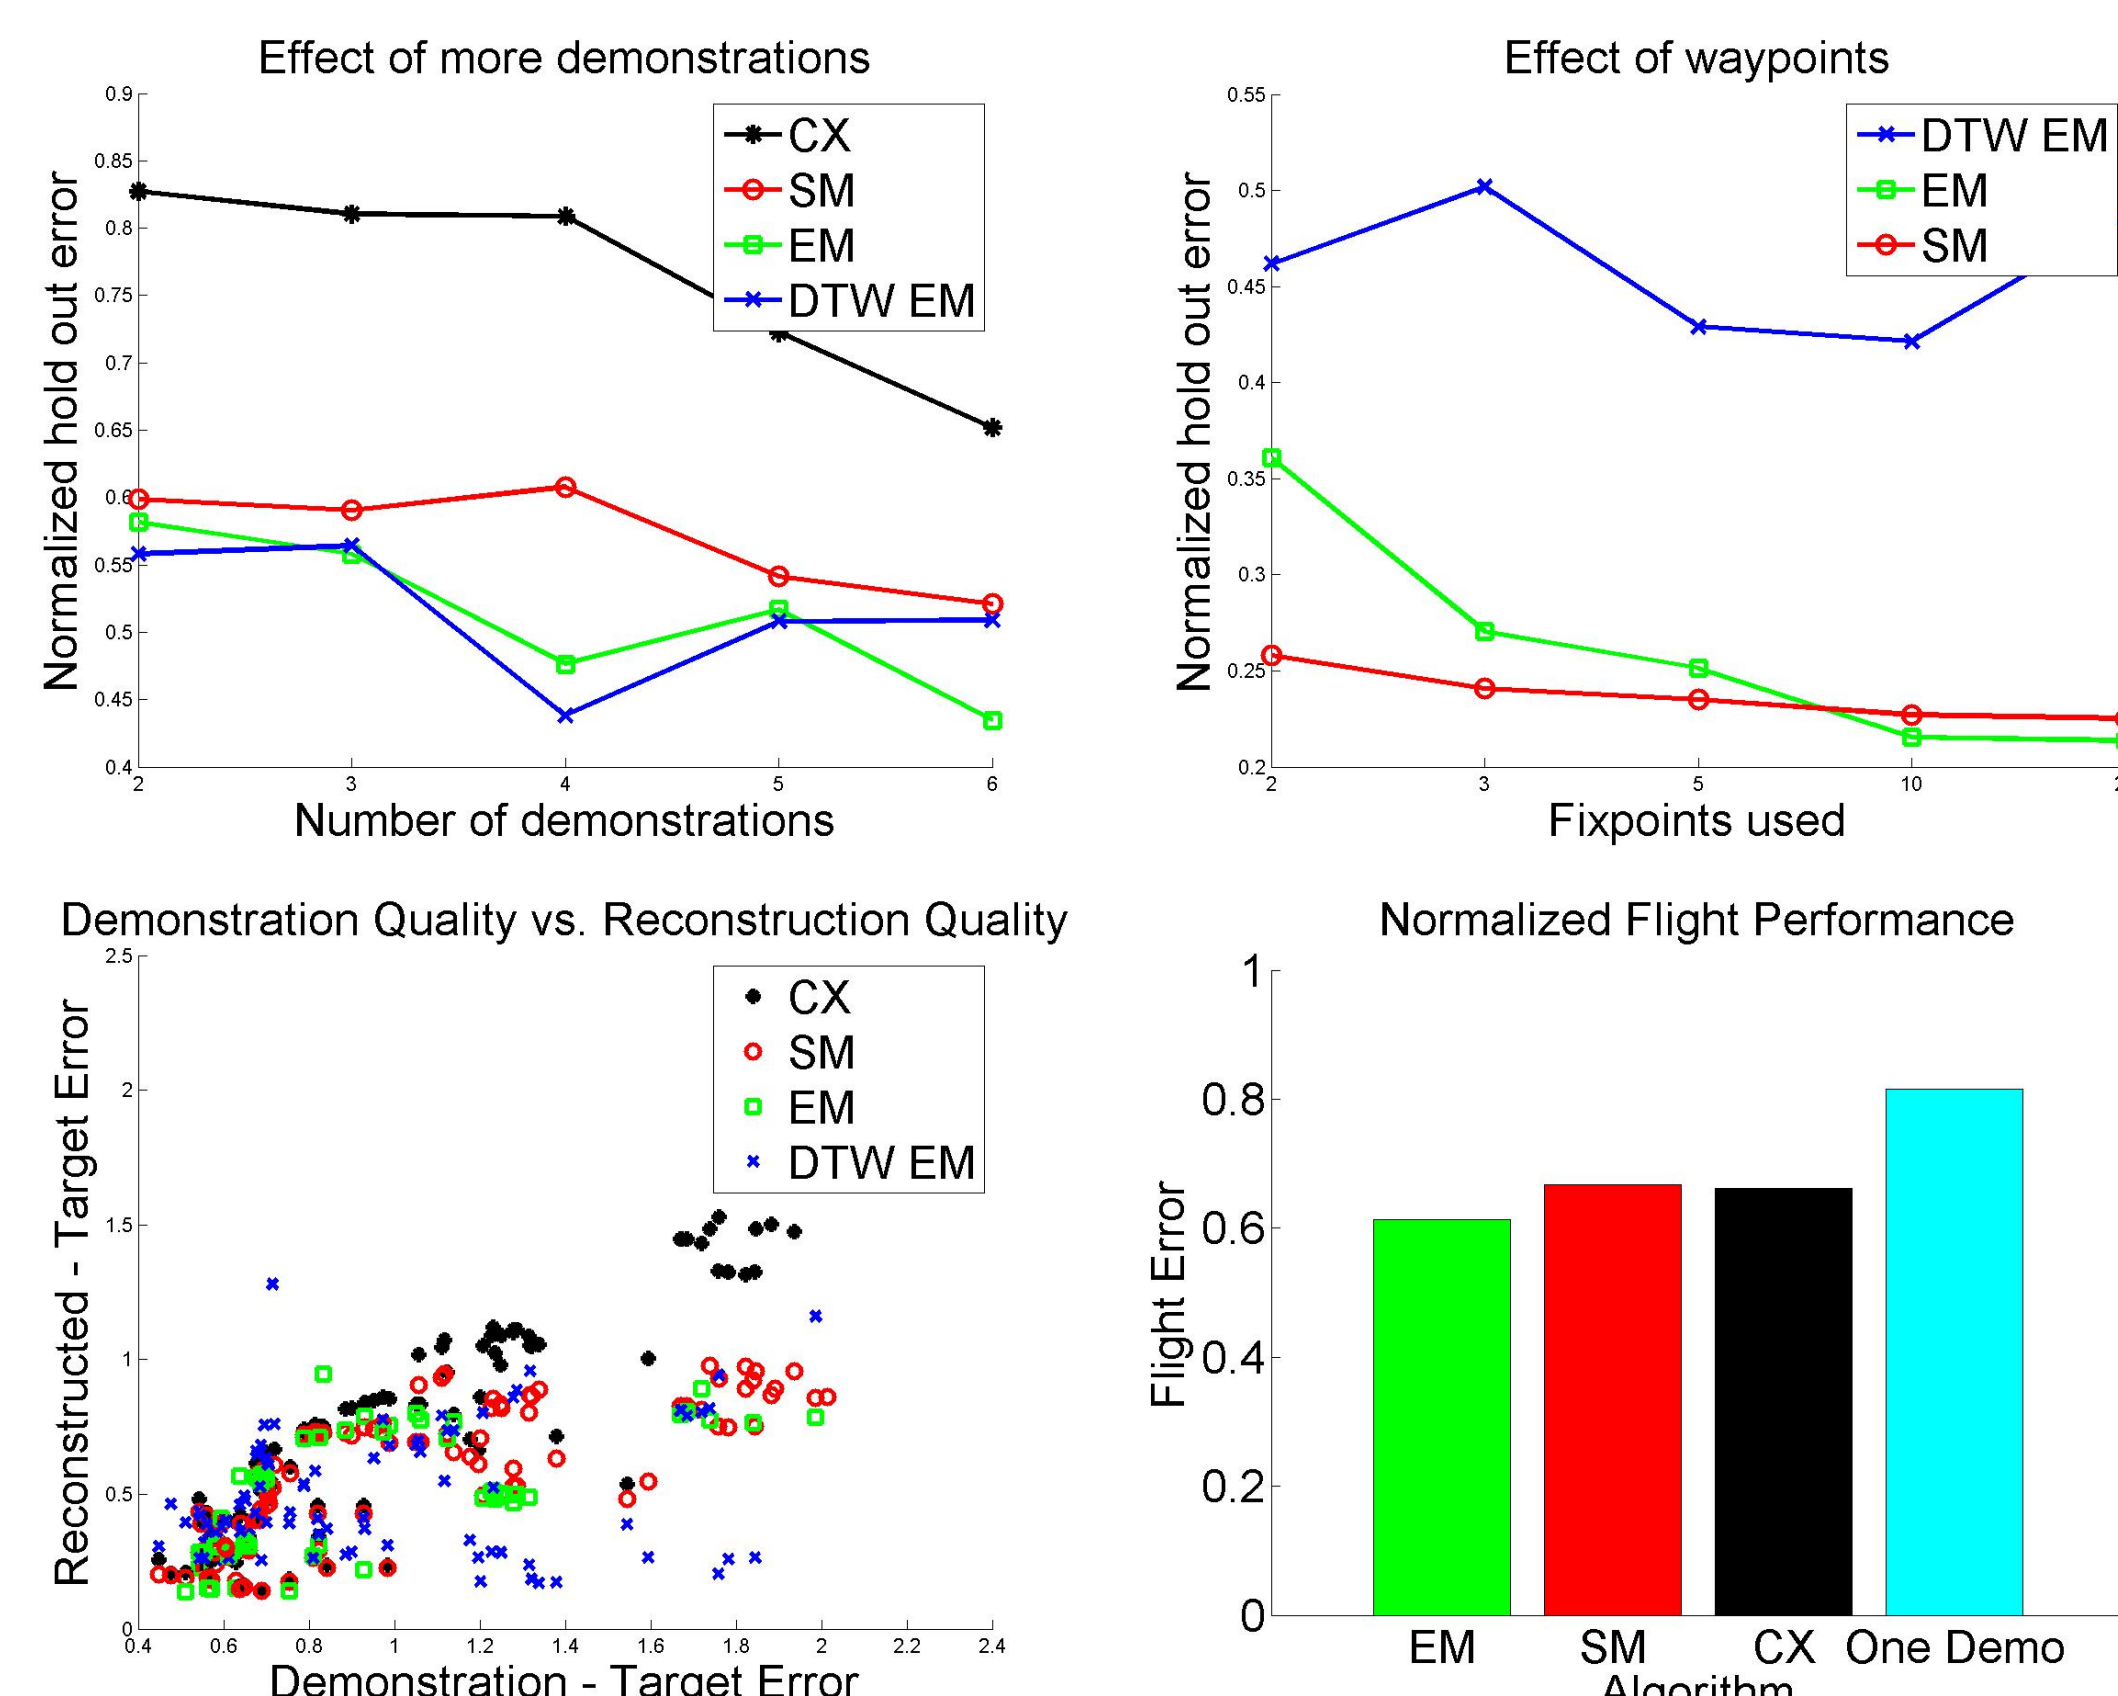 Effect of more demonstrations
0.9
0.85
0.8
0.75
0.7
0.65
0.6
0.55
0.5
0.45
0.4
Normalized hold out error
CX
SM
EM
DTW EM
2 3 4 5 6
Number of demonstrations
Effect of waypoints
0.55
0.5
0.45
0.4
0.35
0.3
0.25
0.2
Normalized hold out error
DTW EM
EM
SM
2 3 5 10
Fixpoints used
Demonstration Quality vs. Reconstruction Quality
2.5
2
1.5
1
0.5
0
Reconstructed - Target Error
CX
SM
EM
DTW EM
0.4 0.6 0.8 1 1.2 1.4 1.6 1.8 2 2.2 2.4
Demonstration - Target Error
Normalized Flight Performance
1
0.8
0.6
0.4
0.2
0
Flight Error
EM SM CX One Demo
Algorithm